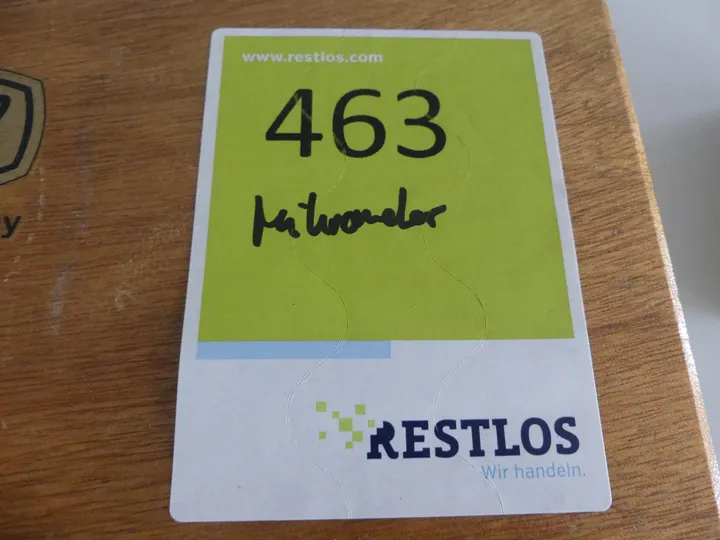 www.restlos.com
463
Mikrometer
RESTLOS
Wir handeln.
y